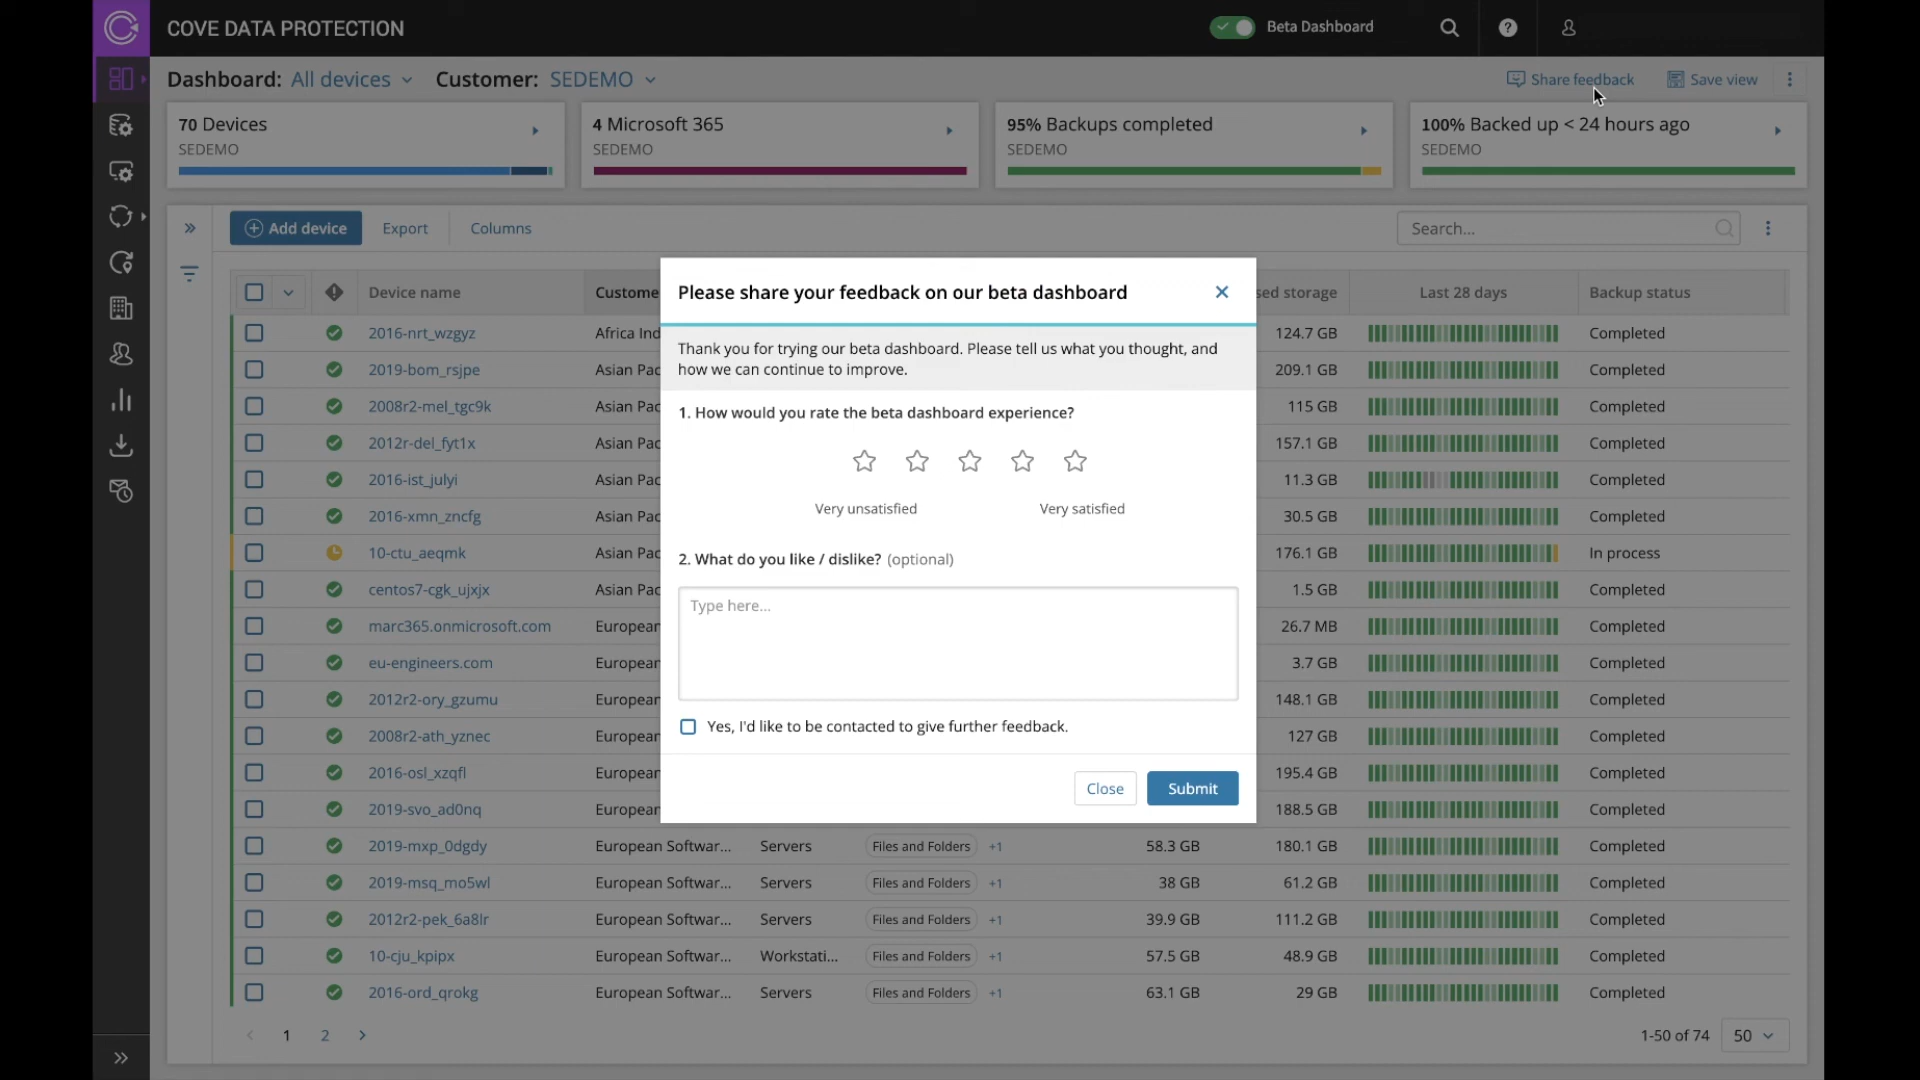 COVE DATA PROTECTION
Beta Dashboard
Dashboard: All devices Customer: SEDEMO
Share feedback Save view
70 Devices
SEDEMO
4 Microsoft 365
SEDEMO
95% Backups completed
SEDEMO
100% Backed up < 24 hours ago
SEDEMO
Add device Export Columns Search...
Device name Custome sed storage Last 28 days Backup status
2016-nrt_wzgyz Africa Ind 124.7 GB Completed
2019-bom_rsjpe Asian Pac 209.1 GB Completed
2008r2-mel_tgc9k Asian Pac 115 GB Completed
2012r-del_fyt1x Asian Pac 157.1 GB Completed
2016-ist_julyi Asian Pac 11.3 GB Completed
2016-xmn_zncfg Asian Pac 30.5 GB Completed
10-ctu_aeqmk Asian Pac 176.1 GB In process
centos7-cgk_ujxjx Asian Pac 1.5 GB Completed
marc365.onmicrosoft.com European 26.7 MB Completed
eu-engineers.com European 3.7 GB Completed
2012r2-ory_gzumu European 148.1 GB Completed
2008r2-ath_yznec European 127 GB Completed
2016-osl_xzqfl European 195.4 GB Completed
2019-svo_ad0nq European 188.5 GB Completed
2019-mxp_0dgdy European Softwar... Servers Files and Folders +1 58.3 GB 180.1 GB Completed
2019-msq_mo5wl European Softwar... Servers Files and Folders +1 38 GB 61.2 GB Completed
2012r2-pek_6a8lr European Softwar... Servers Files and Folders +1 39.9 GB 111.2 GB Completed
10-cju_kpipx European Softwar... Workstati... Files and Folders +1 57.5 GB 48.9 GB Completed
2016-ord_qrokg European Softwar... Servers Files and Folders +1 63.1 GB 29 GB Completed
1 2 1-50 of 74 50
Please share your feedback on our beta dashboard
Thank you for trying our beta dashboard. Please tell us what you thought, and
how we can continue to improve.
1. How would you rate the beta dashboard experience?
Very unsatisfied Very satisfied
2. What do you like / dislike? (optional)
Type here...
Yes, I'd like to be contacted to give further feedback.
Close Submit